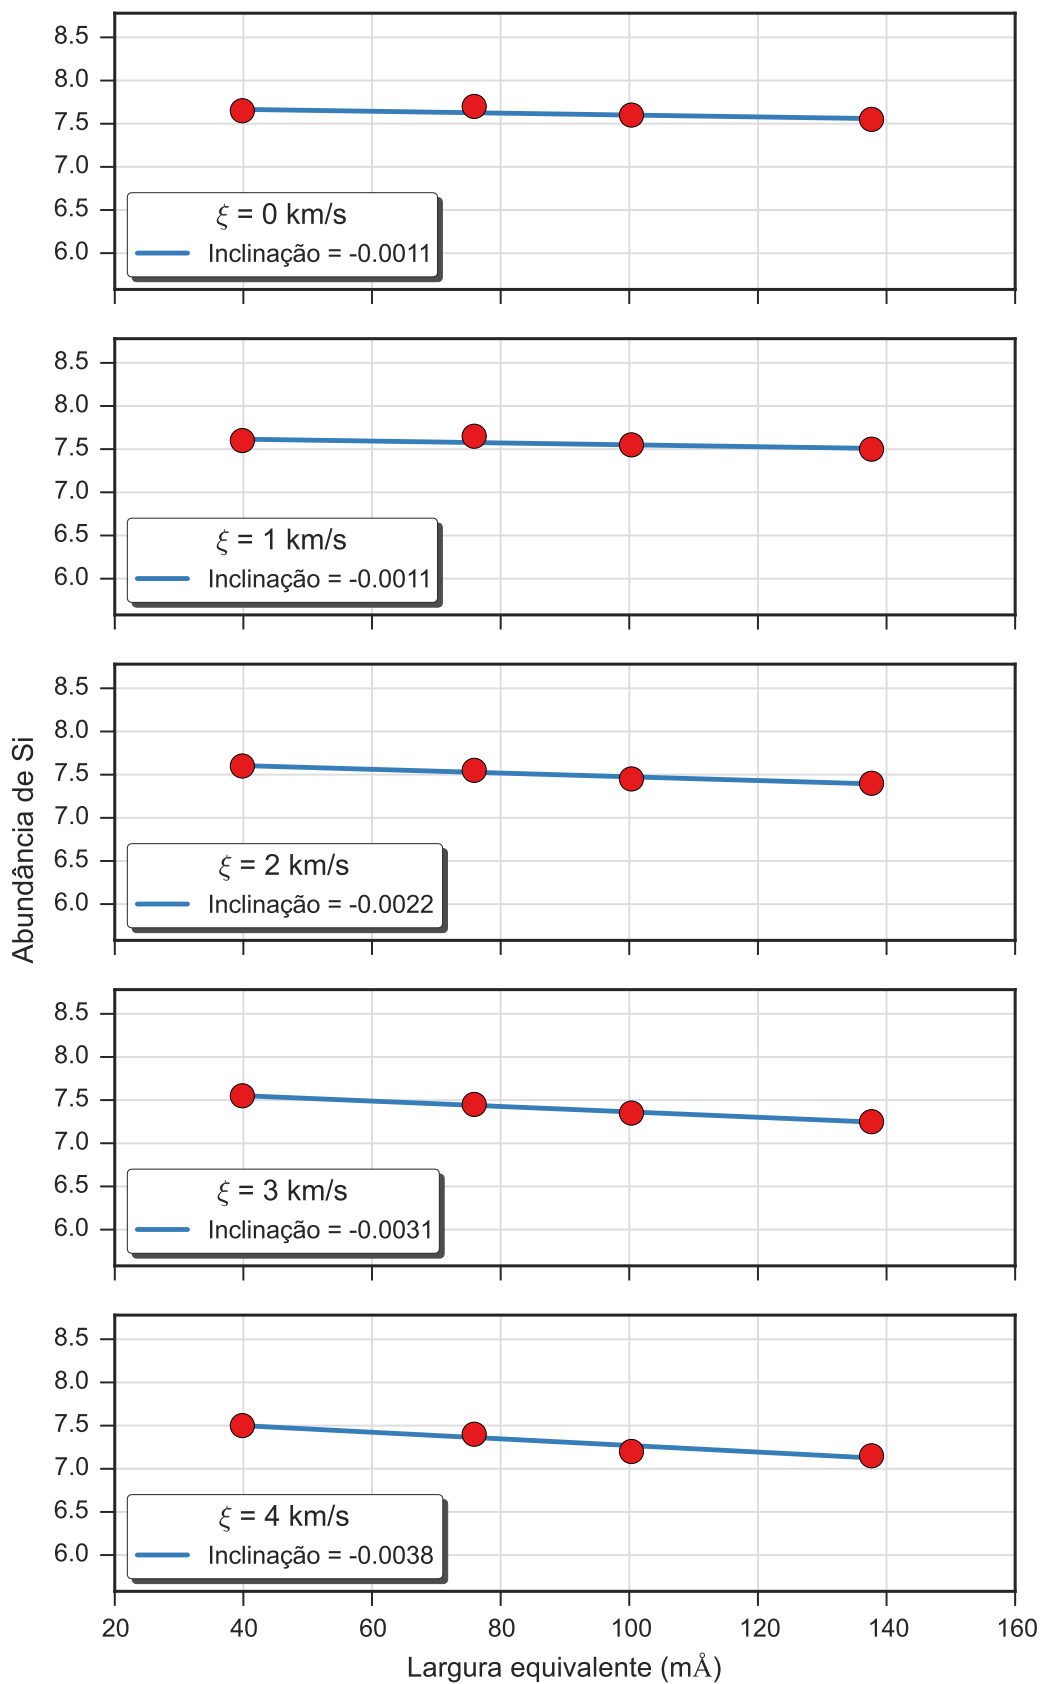 8.5
8.0
7.5
7.0
6.5
6.0
ξ = 0 km/s
Inclinação = -0.0011
8.5
8.0
7.5
7.0
6.5
6.0
ξ = 1 km/s
Inclinação = -0.0011
Abundância de Si
8.5
8.0
7.5
7.0
6.5
6.0
ξ = 2 km/s
Inclinação = -0.0022
8.5
8.0
7.5
7.0
6.5
6.0
ξ = 3 km/s
Inclinação = -0.0031
8.5
8.0
7.5
7.0
6.5
6.0
ξ = 4 km/s
Inclinação = -0.0038
20 40 60 80 100 120 140 160
Largura equivalente (mÅ)